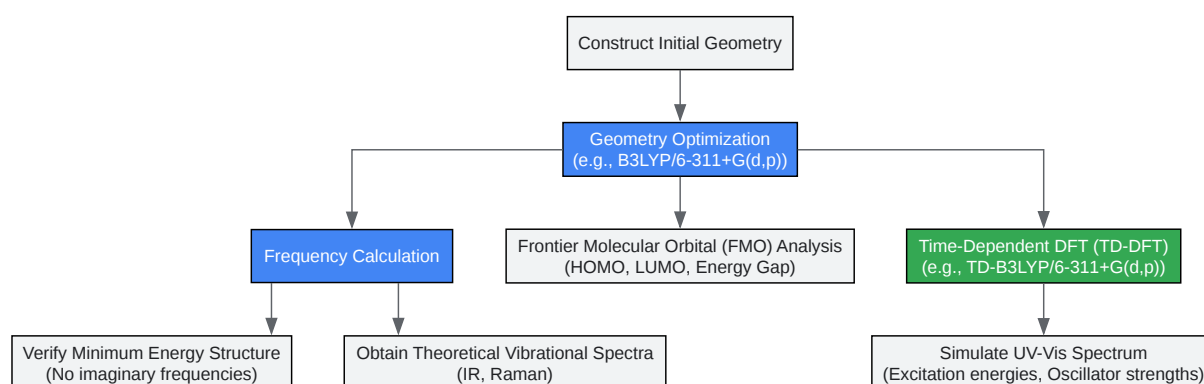 Construct Initial Geometry
Geometry Optimization
(e.g., B3LYP/6-311+G(d,p))
Frequency Calculation
Frontier Molecular Orbital (FMO) Analysis
(HOMO, LUMO, Energy Gap)
Time-Dependent DFT (TD-DFT)
(e.g., TD-B3LYP/6-311+G(d,p))
Verify Minimum Energy Structure
(No imaginary frequencies)
Obtain Theoretical Vibrational Spectra
(IR, Raman)
Simulate UV-Vis Spectrum
(Excitation energies, Oscillator strengths)